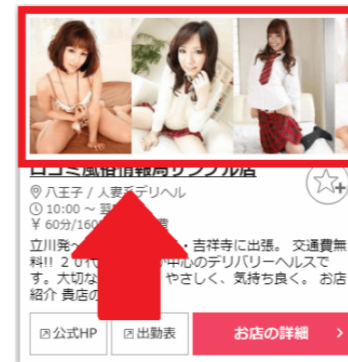 口コミ風俗情報局サンプル店
八王子 / 人妻系デリヘル
10:00 ～ 翌
¥ 60分/160
立川発～ ・吉祥寺に出張。 交通費無
料!! ２０代 中心のデリバリーヘルスで
す。大切な やさしく、気持ち良く。 お店
紹介 貴店の
公式HP 出勤表 お店の詳細